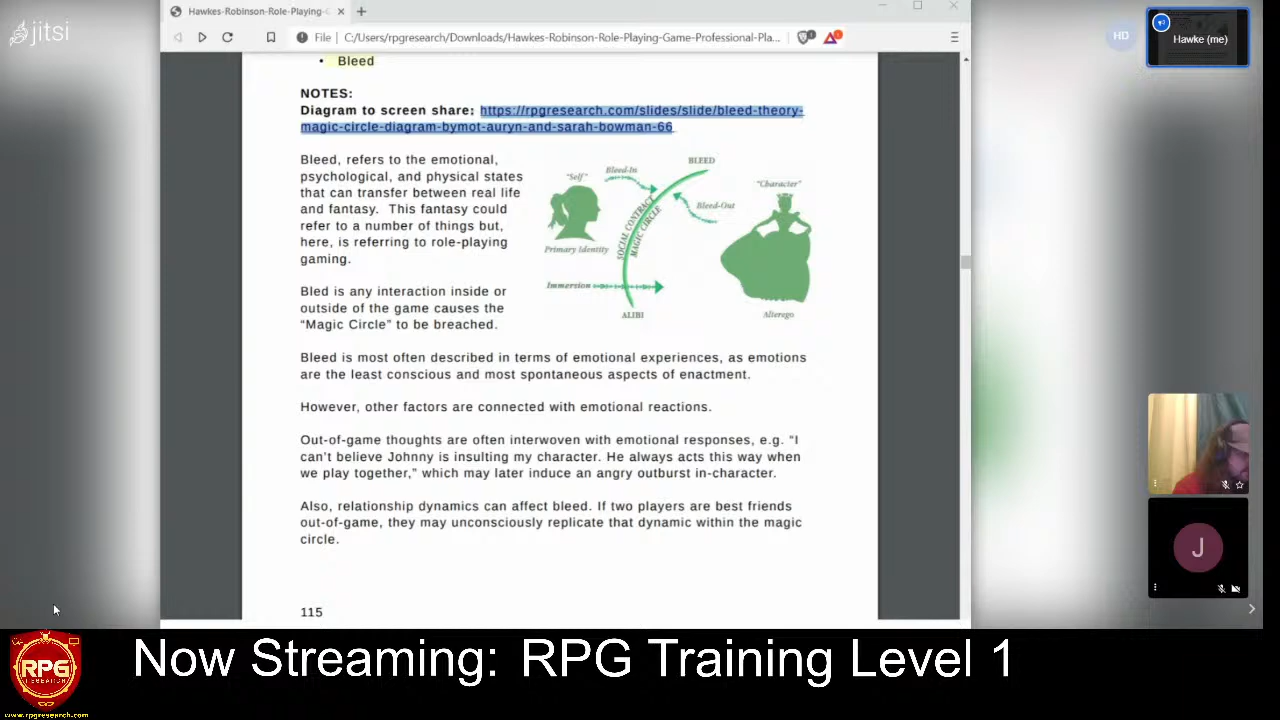 jitsi
Hawkes-Robinson-Role-Playing-G
File
C:/Users/rpgresearch/Downloads/Hawkes-Robinson-Role-Playing-Game-Professional-Pla...
HD
Hawke (me)
• Bleed
NOTES:
Diagram to screen share: https://rpgresearch.com/slides/slide/bleed-theory-
magic-circle-diagram-bymot-auryn-and-sarah-bowman-66
Bleed, refers to the emotional,
psychological, and physical states
that can transfer between real life
and fantasy. This fantasy could
refer to a number of things but,
here, is referring to role-playing
gaming.
Bled is any interaction inside or
outside of the game causes the
“Magic Circle” to be breached.
BLEED
Bleed-In
"Self"
"Character"
Bleed-Out
SOCIAL CONTRACT
MAGIC CIRCLE
Primary Identity
Immersion
ALIBI
Alterego
Bleed is most often described in terms of emotional experiences, as emotions
are the least conscious and most spontaneous aspects of enactment.
However, other factors are connected with emotional reactions.
Out-of-game thoughts are often interwoven with emotional responses, e.g. “I
can’t believe Johnny is insulting my character. He always acts this way when
we play together,” which may later induce an angry outburst in-character.
Also, relationship dynamics can affect bleed. If two players are best friends
out-of-game, they may unconsciously replicate that dynamic within the magic
circle.
115
J
RPG
RESEARCH
www.rpgresearch.com
Now Streaming: RPG Training Level 1